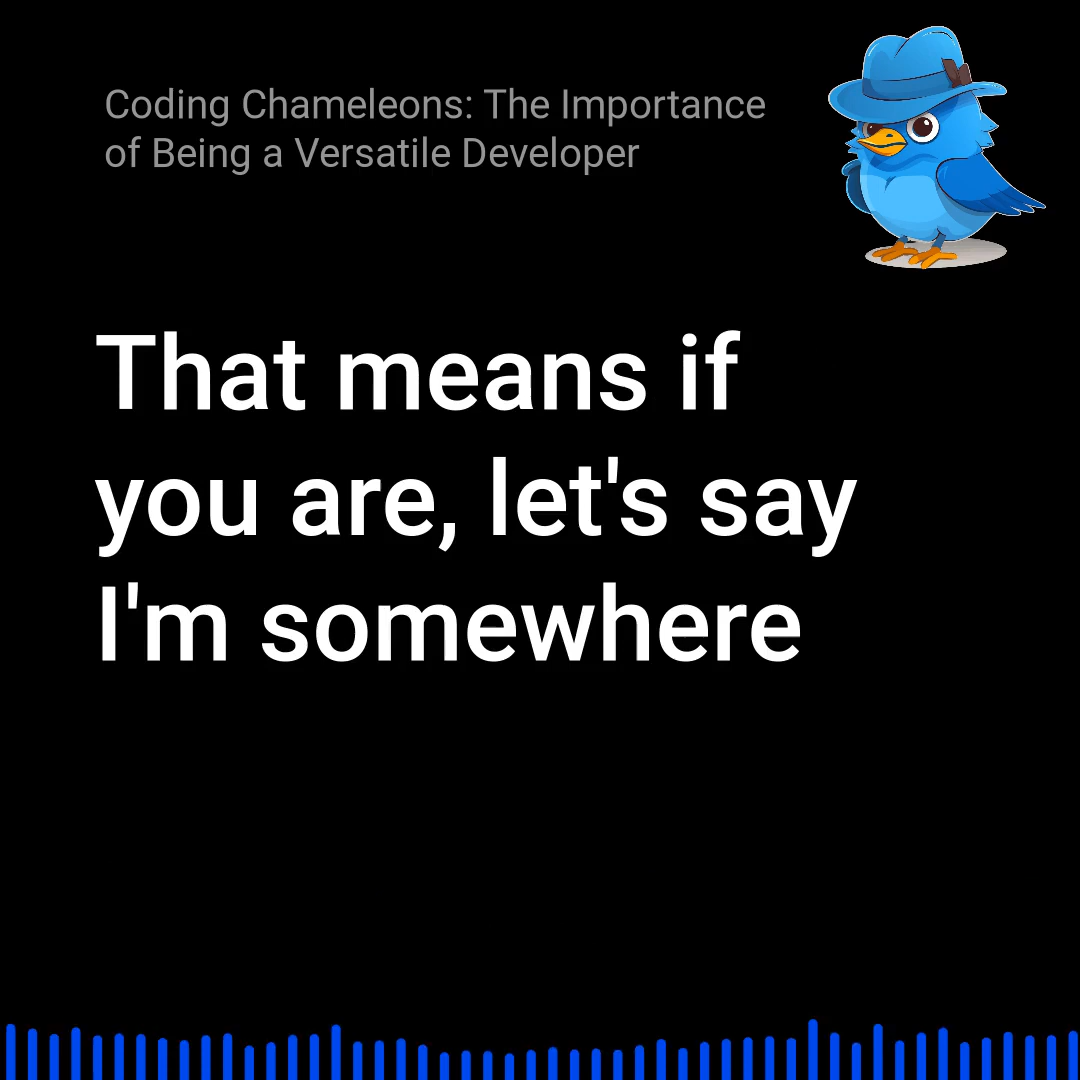 Coding Chameleons: The Importance
of Being a Versatile Developer
That means if
you are, let's say
I'm somewhere